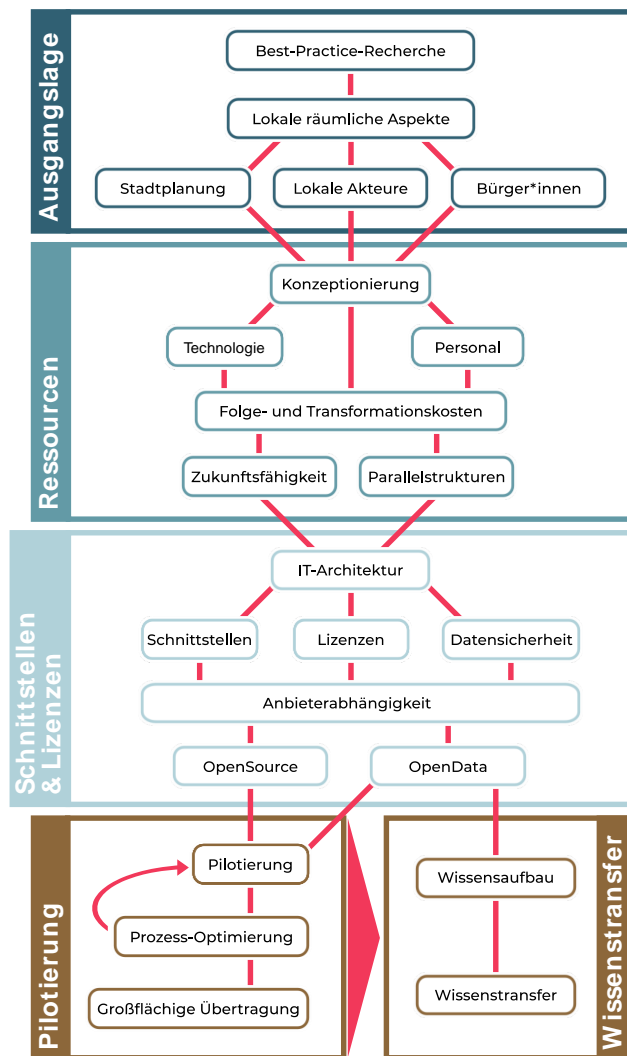 Ausgangslage
Best-Practice-Recherche
Lokale räumliche Aspekte
Stadtplanung
Lokale Akteure
Bürger*innen
Ressourcen
Konzeptionierung
Technologie
Personal
Folge- und Transformationskosten
Zukunftsfähigkeit
Parallelstrukturen
Schnittstellen
& Lizenzen
IT-Architektur
Schnittstellen
Lizenzen
Datensicherheit
Anbieterabhängigkeit
OpenSource
OpenData
Pilotierung
Pilotierung
Prozess-Optimierung
Großflächige Übertragung
Wissensaufbau
Wissenstransfer
Wissenstransfer